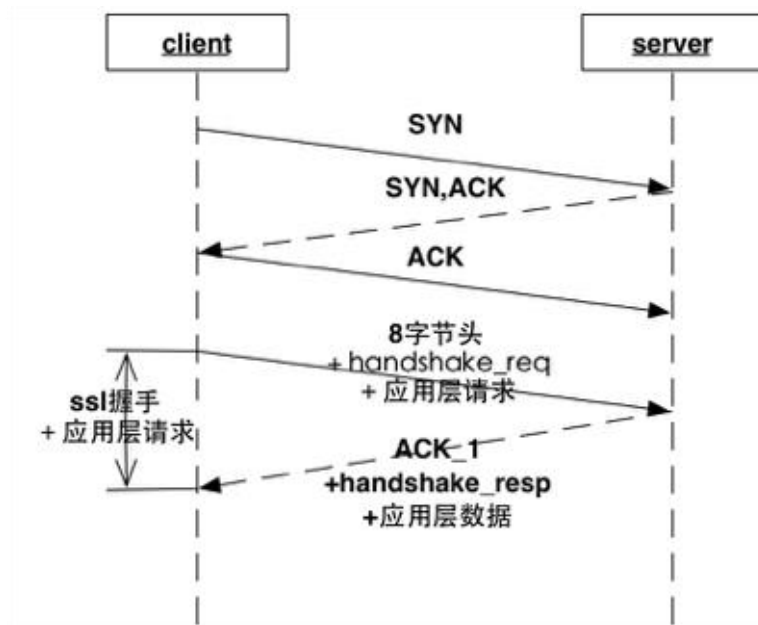 client
server
SYN
SYN,ACK
ACK
8字节头
+ handshake_req
+ 应用层请求
ssl握手
+ 应用层请求
ACK_1
+handshake_resp
+应用层数据